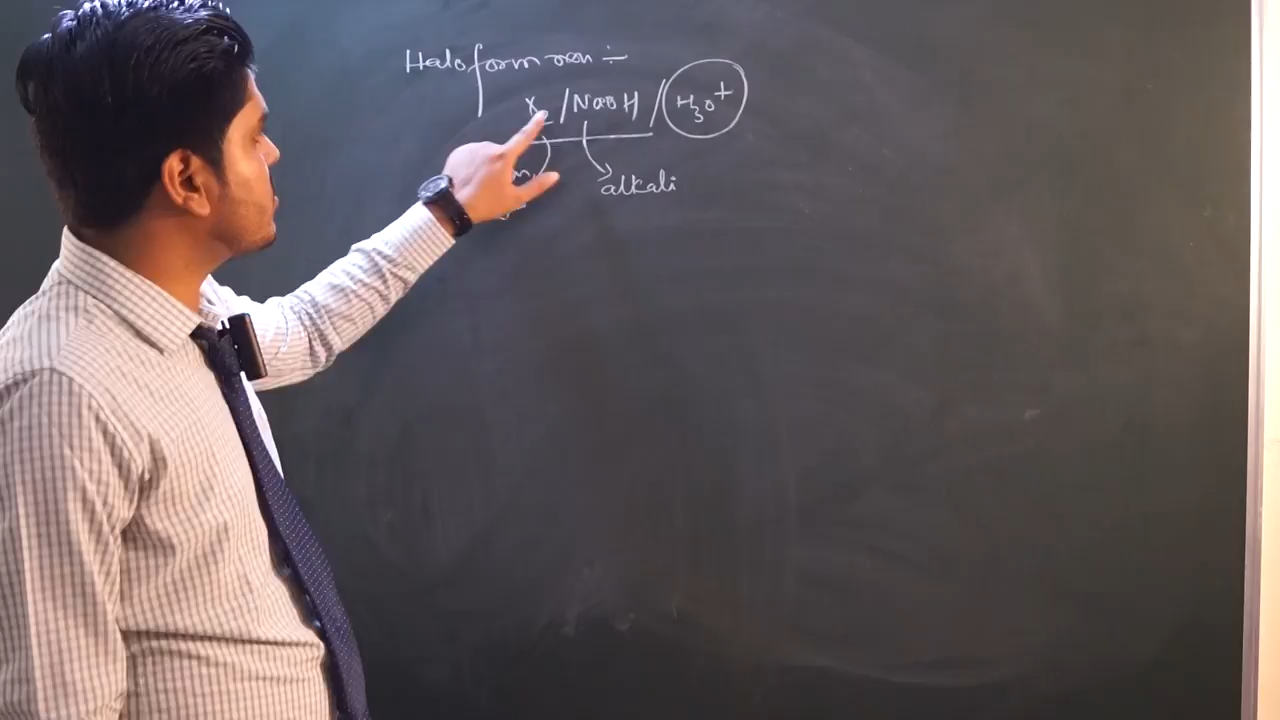 Haloform rxn ÷
X₂ / NaOH / H₃O⁺
alkali